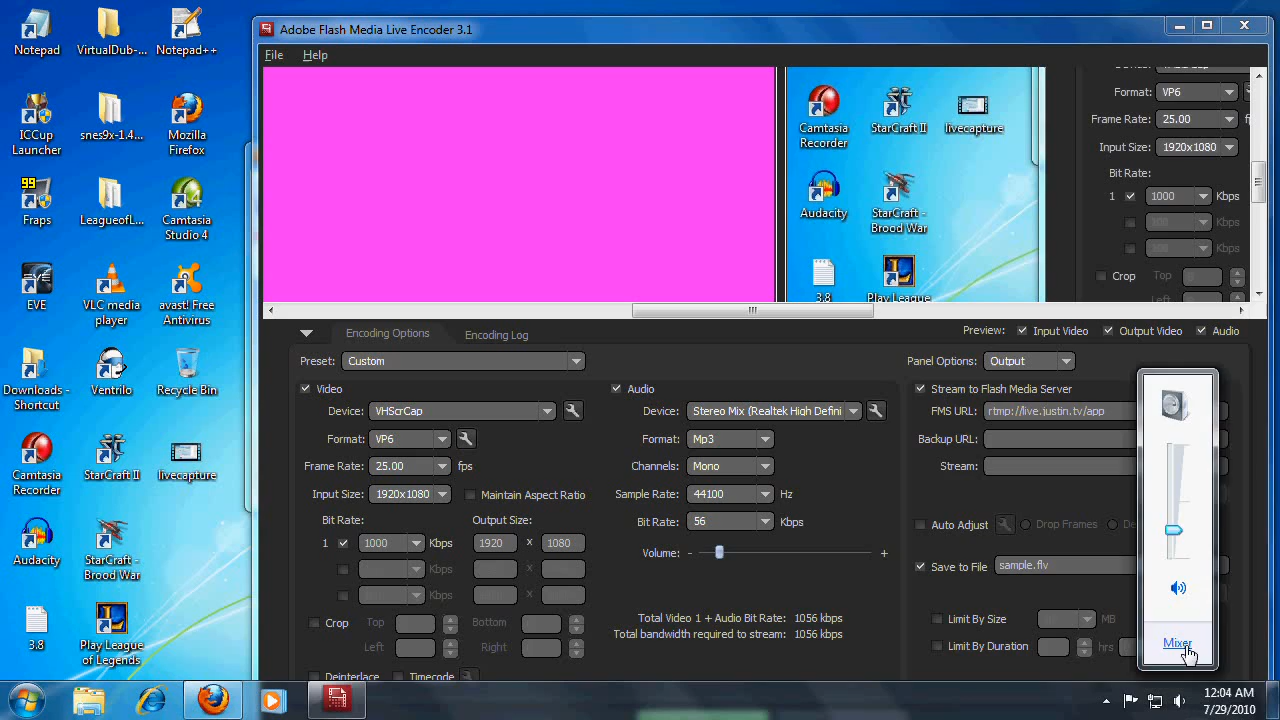 Notepad
VirtualDub-...
Notepad++
ICCup
Launcher
snes9x-1.4...
Mozilla
Firefox
99
Fraps
LeagueofL...
4
Camtasia
Studio 4
EVE
EVE
VLC media
player
avast! Free
Antivirus
Downloads -
Shortcut
Ventrilo
Recycle Bin
Camtasia
Recorder
StarCraft II
livecapture
Audacity
StarCraft -
Brood War
3.8
Play League
of Legends
Adobe Flash Media Live Encoder 3.1
File Help
Camtasia
Recorder
StarCraft II
livecapture
Audacity
StarCraft -
Brood War
3.8
Play League
Format: VP6
Frame Rate: 25.00
Input Size: 1920x1080
Bit Rate:
1 1000 Kbps
Kbps
Kbps
Crop Top 0
Left
Encoding Options Encoding Log
Preview: Input Video Output Video Audio
Preset: Custom
Panel Options: Output
Video
Device: VHScrCap
Format: VP6
Frame Rate: 25.00 fps
Input Size: 1920x1080 Maintain Aspect Ratio
Bit Rate: Output Size:
1 1000 Kbps 1920 x 1080
Kbps x
Kbps x
Crop Top Bottom
Left Right
Deinterlace Timecode
Audio
Device: Stereo Mix (Realtek High Defini
Format: Mp3
Channels: Mono
Sample Rate: 44100 Hz
Bit Rate: 56 Kbps
Volume: - +
Total Video 1 + Audio Bit Rate: 1056 kbps
Total bandwidth required to stream: 1056 kbps
Stream to Flash Media Server
FMS URL: rtmp://live.justin.tv/app
Backup URL:
Stream:
Auto Adjust Drop Frames De
Save to File sample.flv
Limit By Size MB
Limit By Duration hrs
Mixer
12:04 AM
7/29/2010